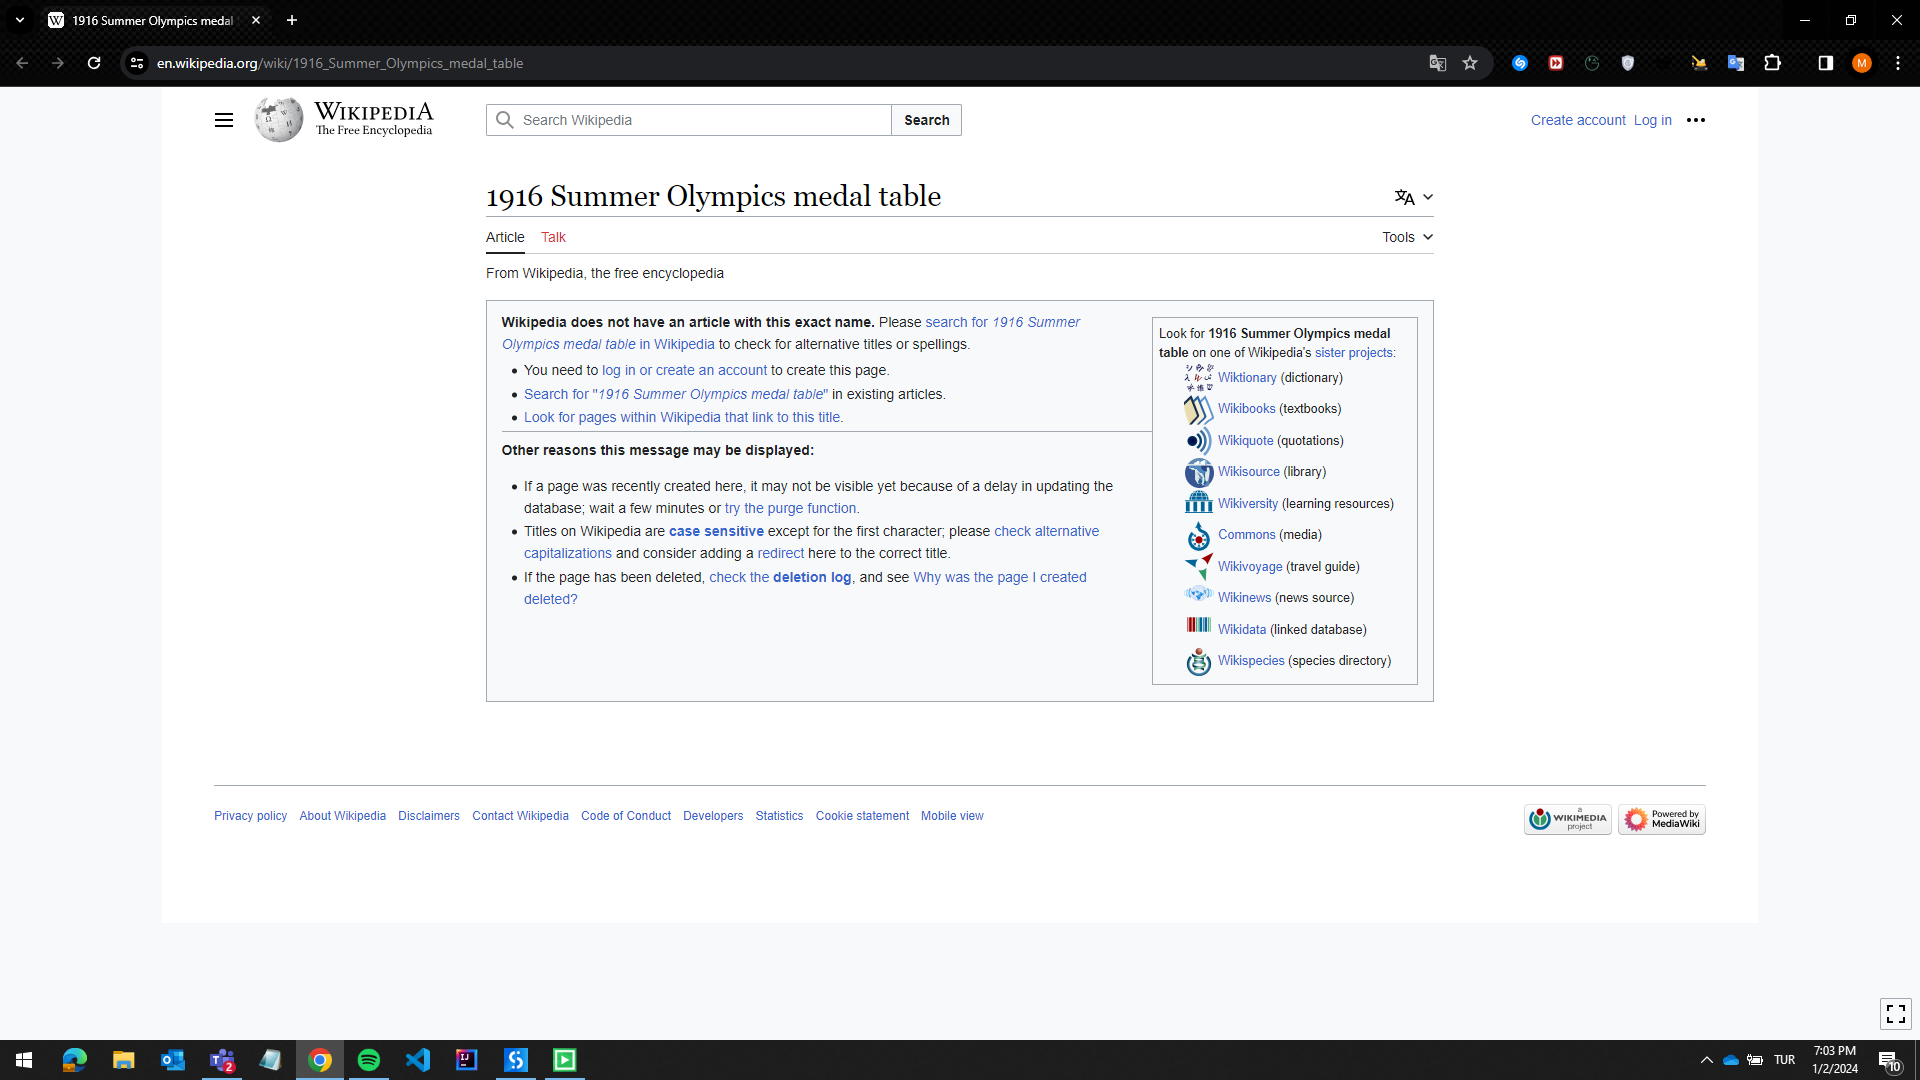 1916 Summer Olympics medal
en.wikipedia.org/wiki/1916_Summer_Olympics_medal_table
M
WIKIPEDIA
The Free Encyclopedia
Search Wikipedia
Search
Create account Log in
1916 Summer Olympics medal table
Article Talk
Tools
From Wikipedia, the free encyclopedia
Wikipedia does not have an article with this exact name. Please search for 1916 Summer
Olympics medal table in Wikipedia to check for alternative titles or spellings.
• You need to log in or create an account to create this page.
• Search for "1916 Summer Olympics medal table" in existing articles.
• Look for pages within Wikipedia that link to this title.
Other reasons this message may be displayed:
• If a page was recently created here, it may not be visible yet because of a delay in updating the
database; wait a few minutes or try the purge function.
• Titles on Wikipedia are case sensitive except for the first character; please check alternative
capitalizations and consider adding a redirect here to the correct title.
• If the page has been deleted, check the deletion log, and see Why was the page I created
deleted?
Look for 1916 Summer Olympics medal
table on one of Wikipedia's sister projects:
Wiktionary (dictionary)
Wikibooks (textbooks)
Wikiquote (quotations)
Wikisource (library)
Wikiversity (learning resources)
Commons (media)
Wikivoyage (travel guide)
Wikinews (news source)
Wikidata (linked database)
Wikispecies (species directory)
Privacy policy About Wikipedia Disclaimers Contact Wikipedia Code of Conduct Developers Statistics Cookie statement Mobile view
a
WIKIMEDIA
project
Powered by
MediaWiki
2
TUR
7:03 PM
1/2/2024
10